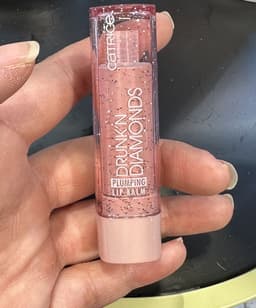 CATRICE
DRUNK'N
DIAMONDS
PLUMPING
LIP BALM